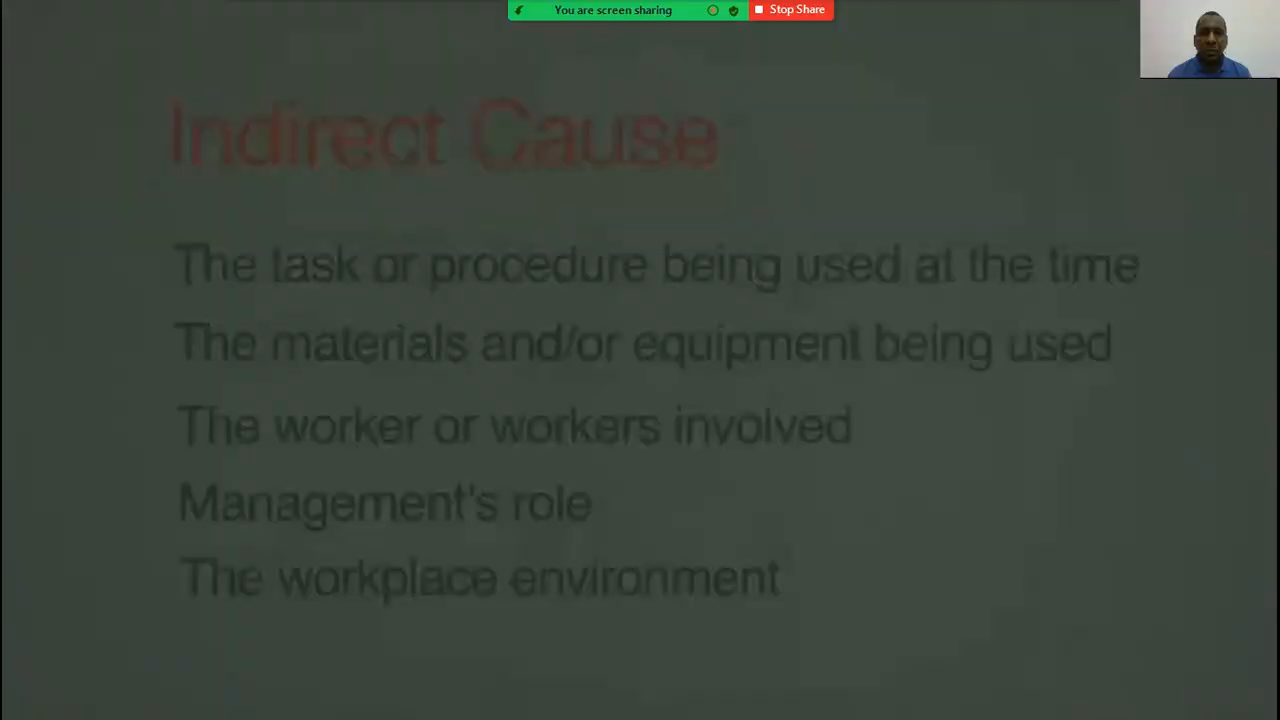 You are screen sharing
Stop Share
Indirect Cause
The task or procedure being used at the time
The materials and/or equipment being used
The worker or workers involved
Management's role
The workplace environment